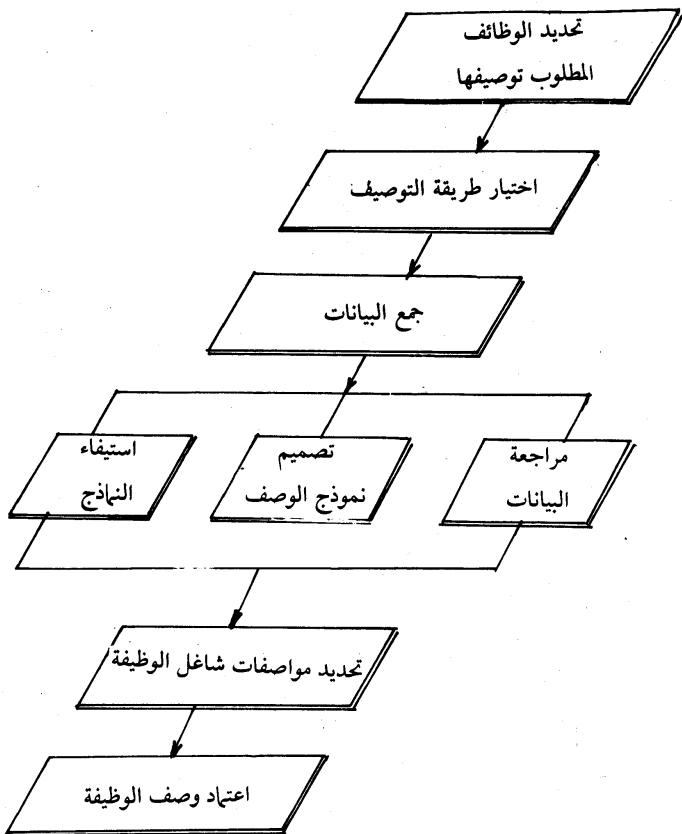 تحديد الوظائف
المطلوب توصيفها
اختيار طريقة التوصيف
جمع البيانات
مراجعة
البيانات
تصميم
نموذج الوصف
استيفاء
النماذج
تحديد مواصفات شاغل الوظيفة
اعتماد وصف الوظيفة